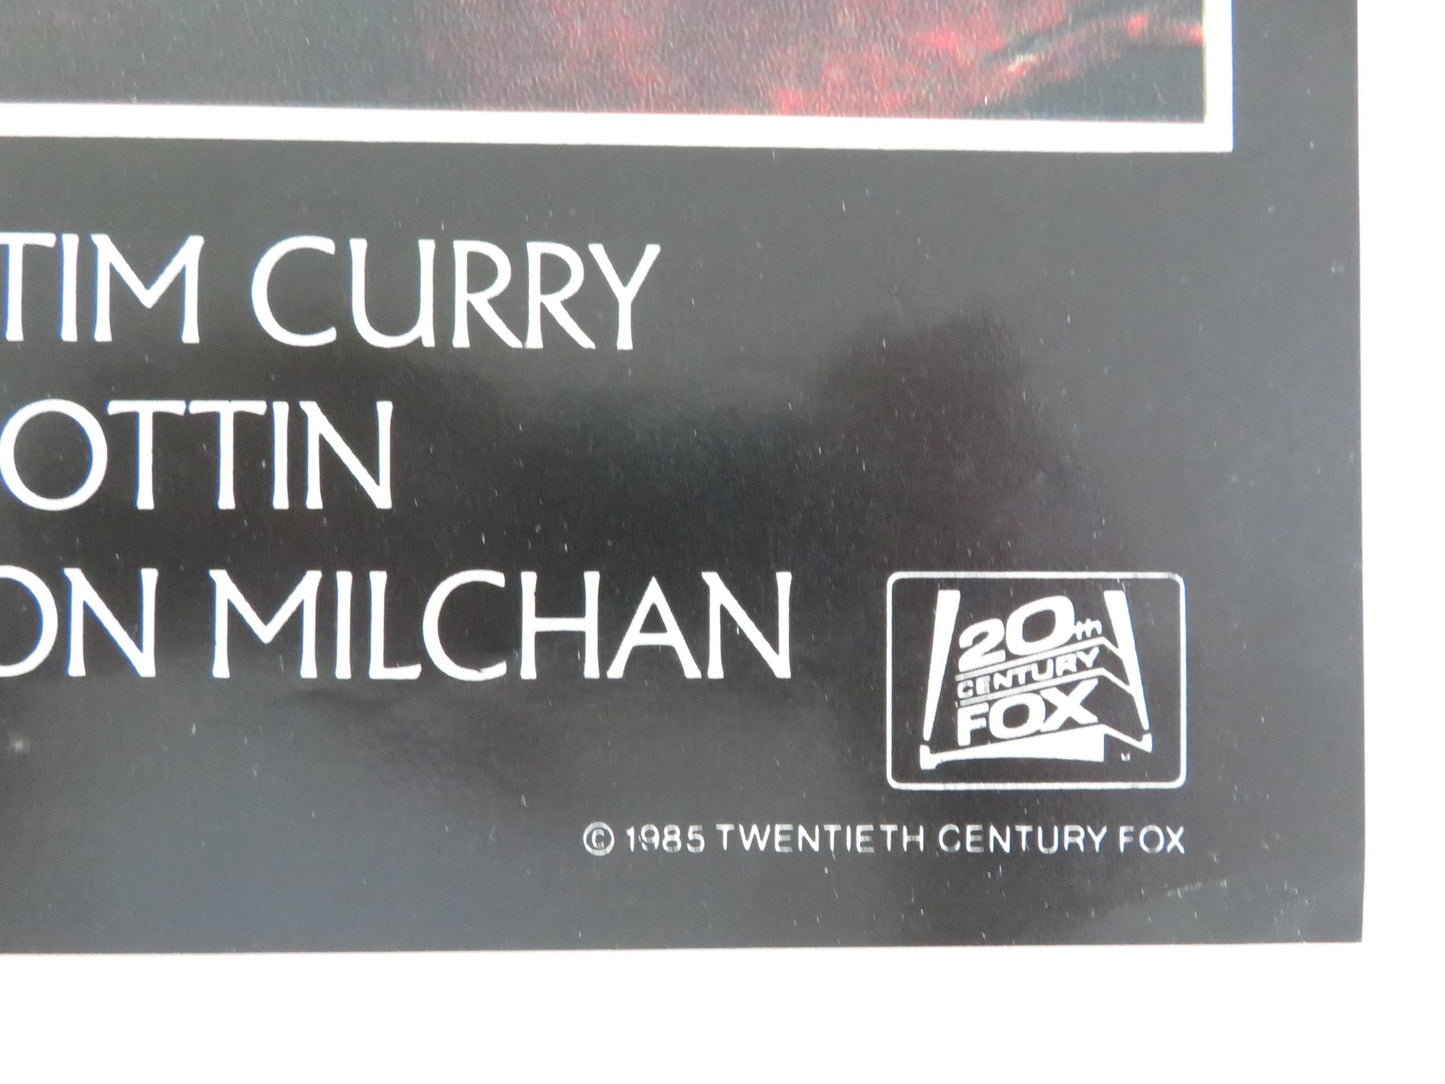 TIM CURRY
OTTIN
ON MILCHAN
20th
CENTURY
FOX
© 1985 TWENTIETH CENTURY FOX